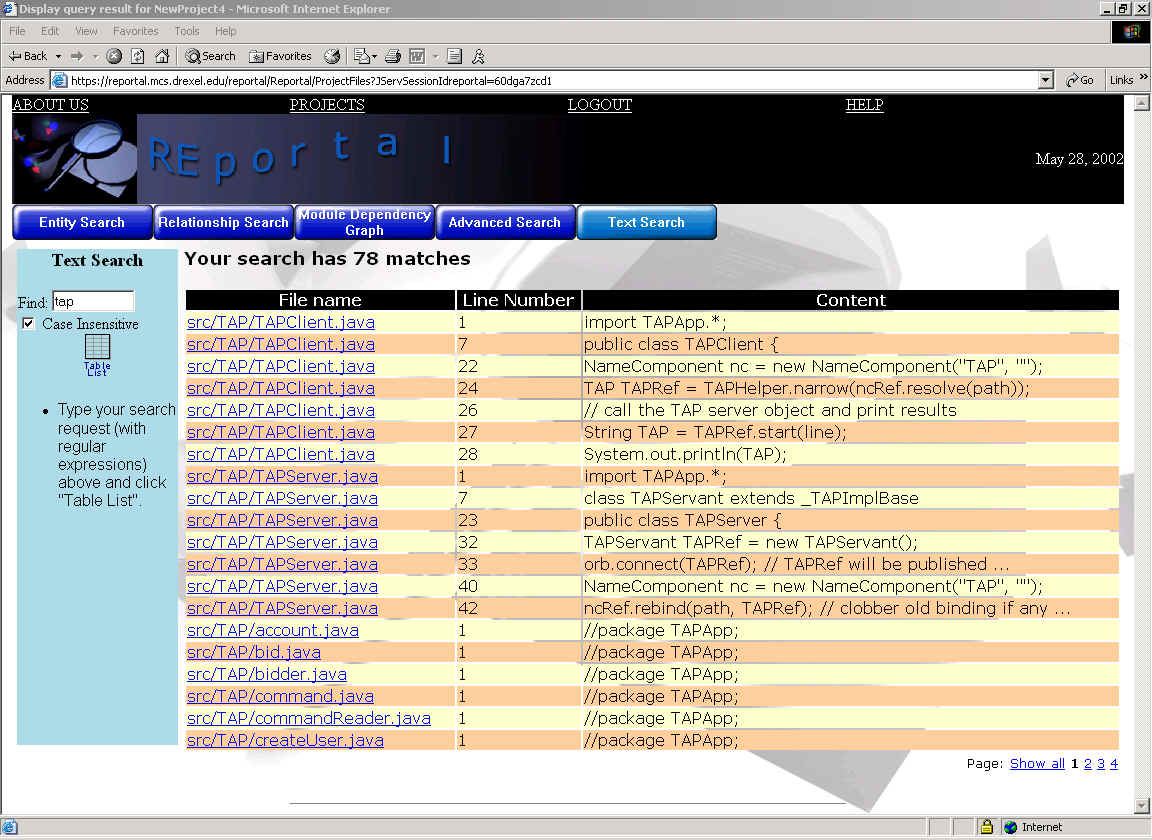 Display query result for NewProject4 - Microsoft Internet Explorer
File Edit View Favorites Tools Help
Back Search Favorites
Address https://reportal.mcs.drexel.edu/reportal/Reportal/ProjectFiles?JServSessionIdreportal=60dga7zcd1 Go Links »
ABOUT US PROJECTS LOGOUT HELP
REportal
May 28, 2002
Entity Search Relationship Search Module Dependency Graph Advanced Search Text Search
Text Search
Find: tap
Case Insensitive
Table
List
• Type your search
request (with
regular
expressions)
above and click
"Table List".
Your search has 78 matches
File name Line Number Content
src/TAP/TAPClient.java 1 import TAPApp.*;
src/TAP/TAPClient.java 7 public class TAPClient {
src/TAP/TAPClient.java 22 NameComponent nc = new NameComponent("TAP", "");
src/TAP/TAPClient.java 24 TAP TAPRef = TAPHelper.narrow(ncRef.resolve(path));
src/TAP/TAPClient.java 26 // call the TAP server object and print results
src/TAP/TAPClient.java 27 String TAP = TAPRef.start(line);
src/TAP/TAPClient.java 28 System.out.println(TAP);
src/TAP/TAPServer.java 1 import TAPApp.*;
src/TAP/TAPServer.java 7 class TAPServant extends _TAPImplBase
src/TAP/TAPServer.java 23 public class TAPServer {
src/TAP/TAPServer.java 32 TAPServant TAPRef = new TAPServant();
src/TAP/TAPServer.java 33 orb.connect(TAPRef); // TAPRef will be published ...
src/TAP/TAPServer.java 40 NameComponent nc = new NameComponent("TAP", "");
src/TAP/TAPServer.java 42 ncRef.rebind(path, TAPRef); // clobber old binding if any ...
src/TAP/account.java 1 //package TAPApp;
src/TAP/bid.java 1 //package TAPApp;
src/TAP/bidder.java 1 //package TAPApp;
src/TAP/command.java 1 //package TAPApp;
src/TAP/commandReader.java 1 //package TAPApp;
src/TAP/createUser.java 1 //package TAPApp;
Page: Show all 1 2 3 4
Internet